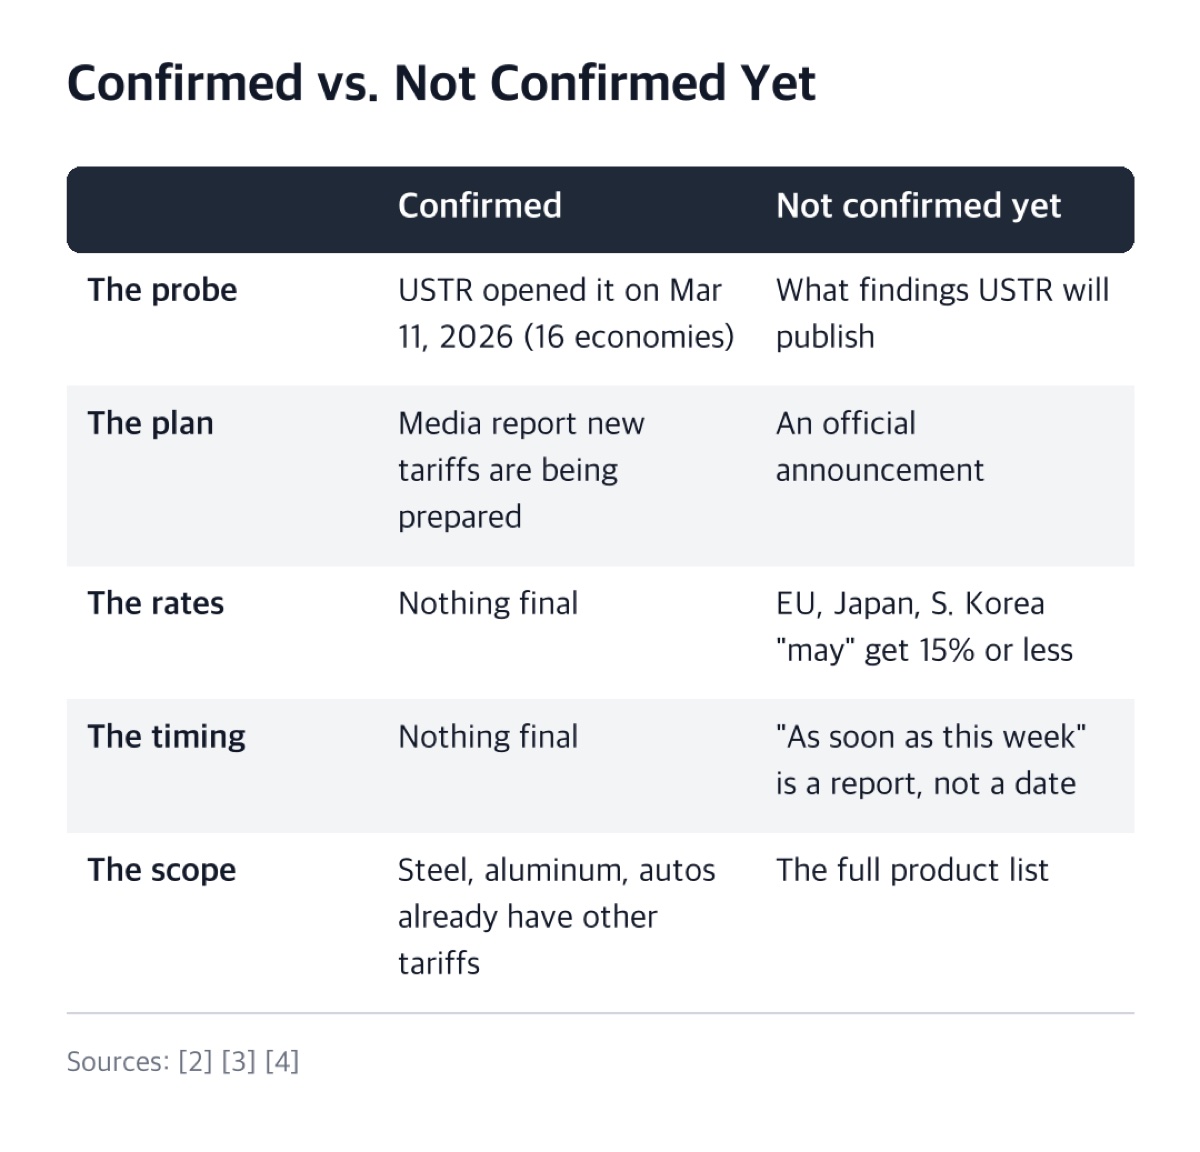 Confirmed vs. Not Confirmed Yet
Confirmed
Not confirmed yet
The probe
USTR opened it on Mar
11, 2026 (16 economies)
What findings USTR will
publish
The plan
Media report new
tariffs are being
prepared
An official
announcement
The rates
Nothing final
EU, Japan, S. Korea
"may" get 15% or less
The timing
Nothing final
"As soon as this week"
is a report, not a date
The scope
Steel, aluminum, autos
already have other
tariffs
The full product list
Sources: [2] [3] [4]